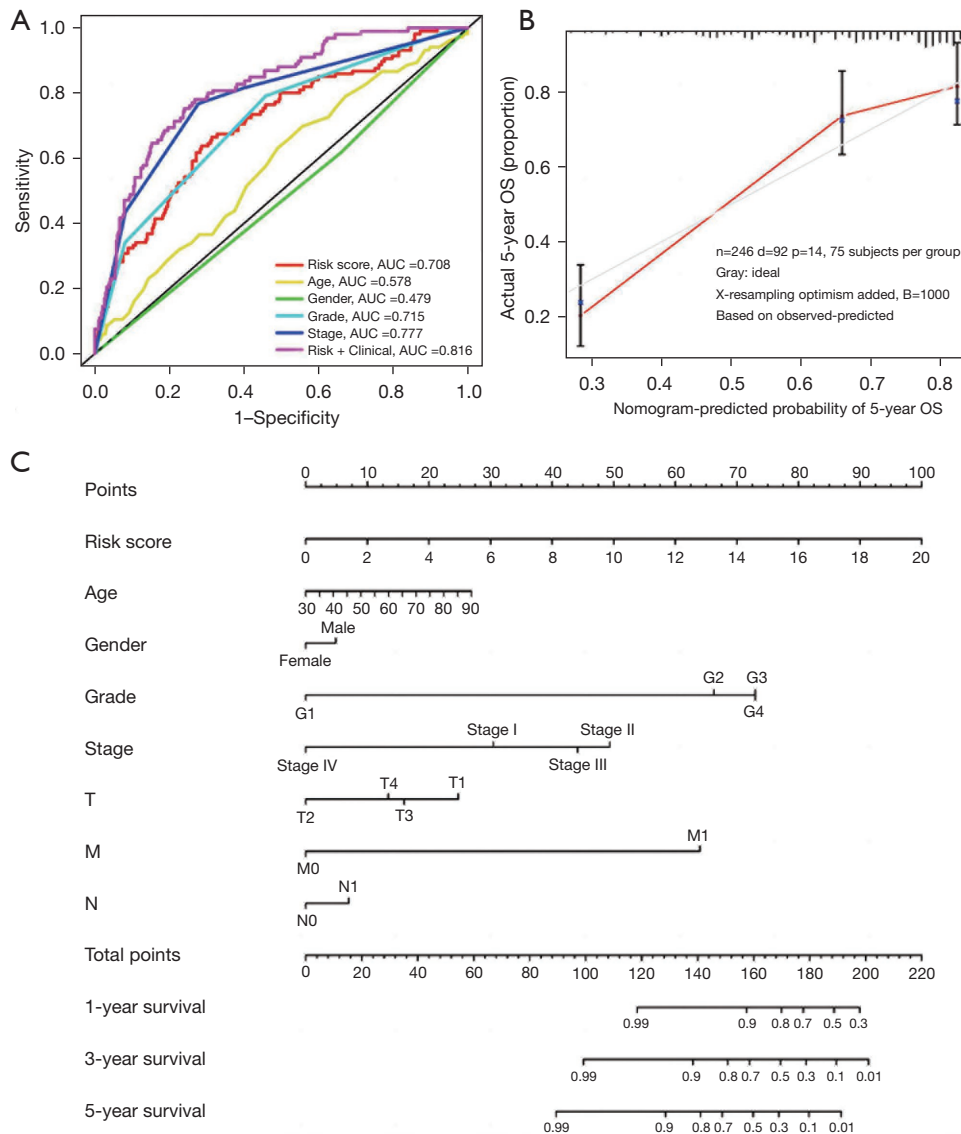 A
1.0
0.8
0.6
0.4
0.2
0.0
Sensitivity
Risk score, AUC =0.708
Age, AUC =0.578
Gender, AUC =0.479
Grade, AUC =0.715
Stage, AUC =0.777
Risk + Clinical, AUC =0.816
0.0 0.2 0.4 0.6 0.8 1.0
1–Specificity
B
0.8
0.6
0.4
0.2
Actual 5-year OS (proportion)
n=246 d=92 p=14, 75 subjects per group
Gray: ideal
X-resampling optimism added, B=1000
Based on observed-predicted
0.3 0.4 0.5 0.6 0.7 0.8
Nomogram-predicted probability of 5-year OS
C
0 10 20 30 40 50 60 70 80 90 100
Points
Risk score
0 2 4 6 8 10 12 14 16 18 20
Age
30 40 50 60 70 80 90
Male
Gender
Female
G2 G3
Grade
G1 G4
Stage I Stage II
Stage
Stage IV Stage III
T4 T1
T
T2 T3
M1
M
M0
N1
N
N0
Total points
0 20 40 60 80 100 120 140 160 180 200 220
1-year survival
0.99 0.9 0.8 0.7 0.5 0.3
3-year survival
0.99 0.9 0.8 0.7 0.5 0.3 0.1 0.01
5-year survival
0.99 0.9 0.8 0.7 0.5 0.3 0.1 0.01